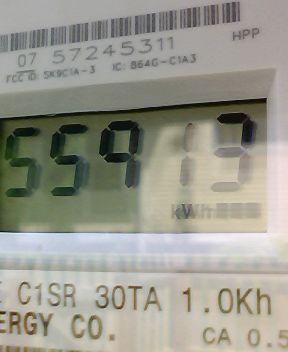 HPP
07 57245311
FCC ID: SK9C1A-3 IC: 864G-C1A3
55913
kWh
C1SR 30TA 1.0Kh
ERGY CO.
CA 0.5